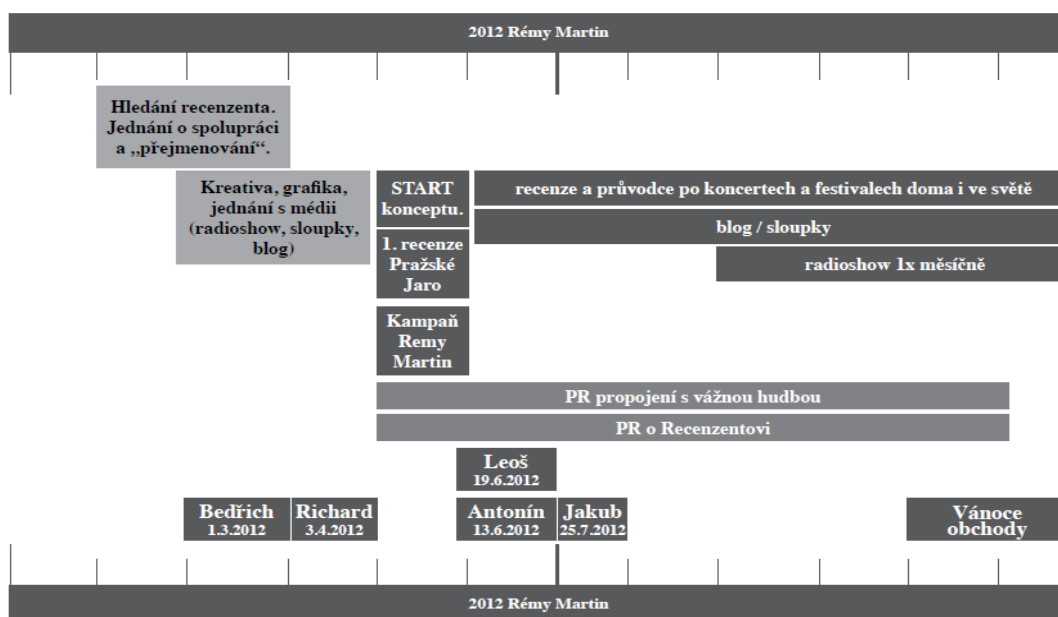 2012 Rémy Martin
Hledání recenzenta.
Jednání o spolupráci
a „přejmenování“.
Kreativa, grafika,
jednání s médii
(radioshow, sloupky,
blog)
START
konceptu.
recenze a průvodce po koncertech a festivalech doma i ve světě
blog / sloupky
1. recenze
Pražské
Jaro
radioshow 1x měsíčně
Kampaň
Remy
Martin
PR propojení s vážnou hudbou
PR o Recenzentovi
Leoš
19.6.2012
Bedřich
1.3.2012
Richard
3.4.2012
Antonín
13.6.2012
Jakub
25.7.2012
Vánoce
obchody
2012 Rémy Martin